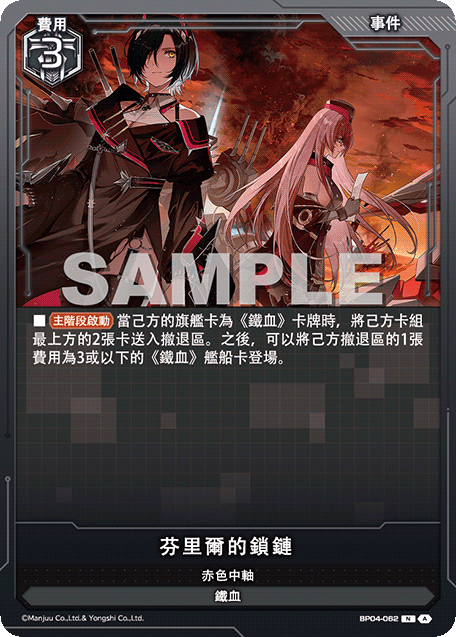 費用
3
事件
SAMPLE
■ 主階段啟動 當己方的旗艦卡為《鐵血》卡牌時，將己方卡組
最上方的2張卡送入撤退區。之後，可以將己方撤退區的1張
費用為3或以下的《鐵血》艦船卡登場。
芬里爾的鎖鏈
赤色中軸
鐵血
©Manjuu Co.,Ltd.& Yongshi Co.,Ltd. BP04-062 N A